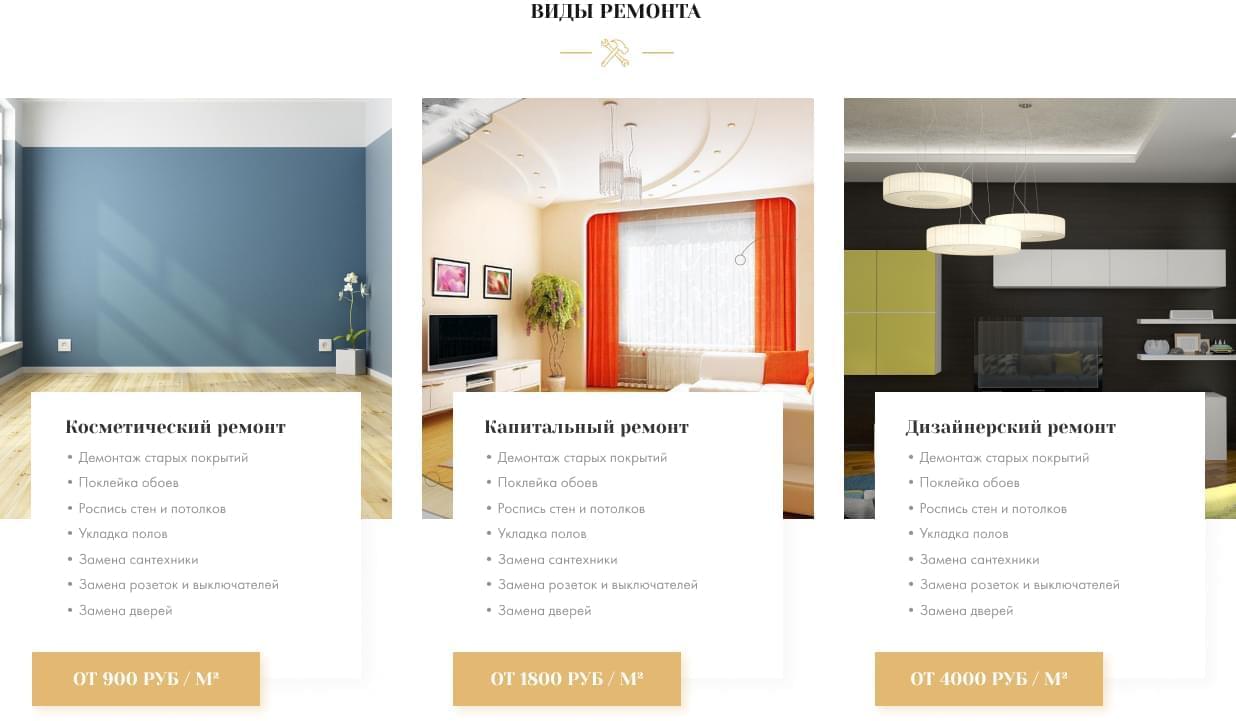 ВИДЫ РЕМОНТА
Косметический ремонт
• Демонтаж старых покрытий
• Поклейка обоев
• Роспись стен и потолков
• Укладка полов
• Замена сантехники
• Замена розеток и выключателей
• Замена дверей
ОТ 900 РУБ / М²
Капитальный ремонт
• Демонтаж старых покрытий
• Поклейка обоев
• Роспись стен и потолков
• Укладка полов
• Замена сантехники
• Замена розеток и выключателей
• Замена дверей
ОТ 1800 РУБ / М²
Дизайнерский ремонт
• Демонтаж старых покрытий
• Поклейка обоев
• Роспись стен и потолков
• Укладка полов
• Замена сантехники
• Замена розеток и выключателей
• Замена дверей
ОТ 4000 РУБ / М²